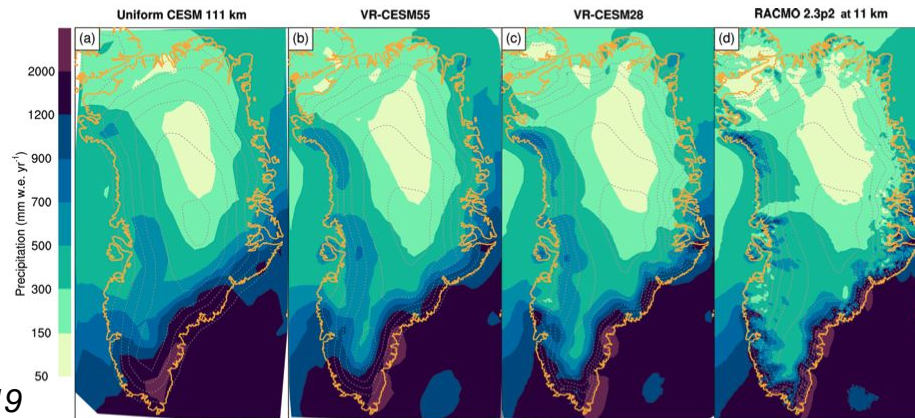 Uniform CESM 111 km
VR-CESM55
VR-CESM28
RACMO 2.3p2 at 11 km
(a)
(b)
(c)
(d)
Precipitation (mm w.e. yr⁻¹)
2000
1200
900
700
500
300
150
50